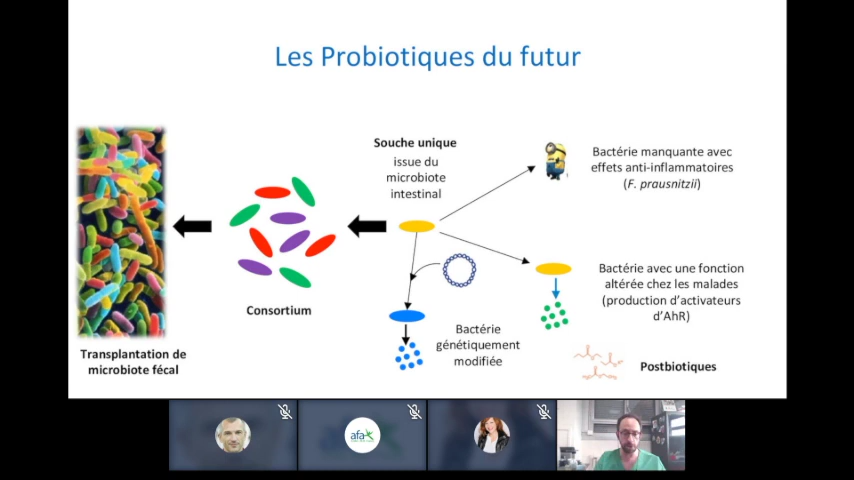 Les Probiotiques du futur
Souche unique
issue du
microbiote
intestinal
Bactérie manquante avec
effets anti-inflammatoires
(F. prausnitzii)
Bactérie avec une fonction
altérée chez les malades
(production d'activateurs
d'AhR)
Consortium
Bactérie
génétiquement
modifiée
Transplantation de
microbiote fécal
Postbiotiques
afa